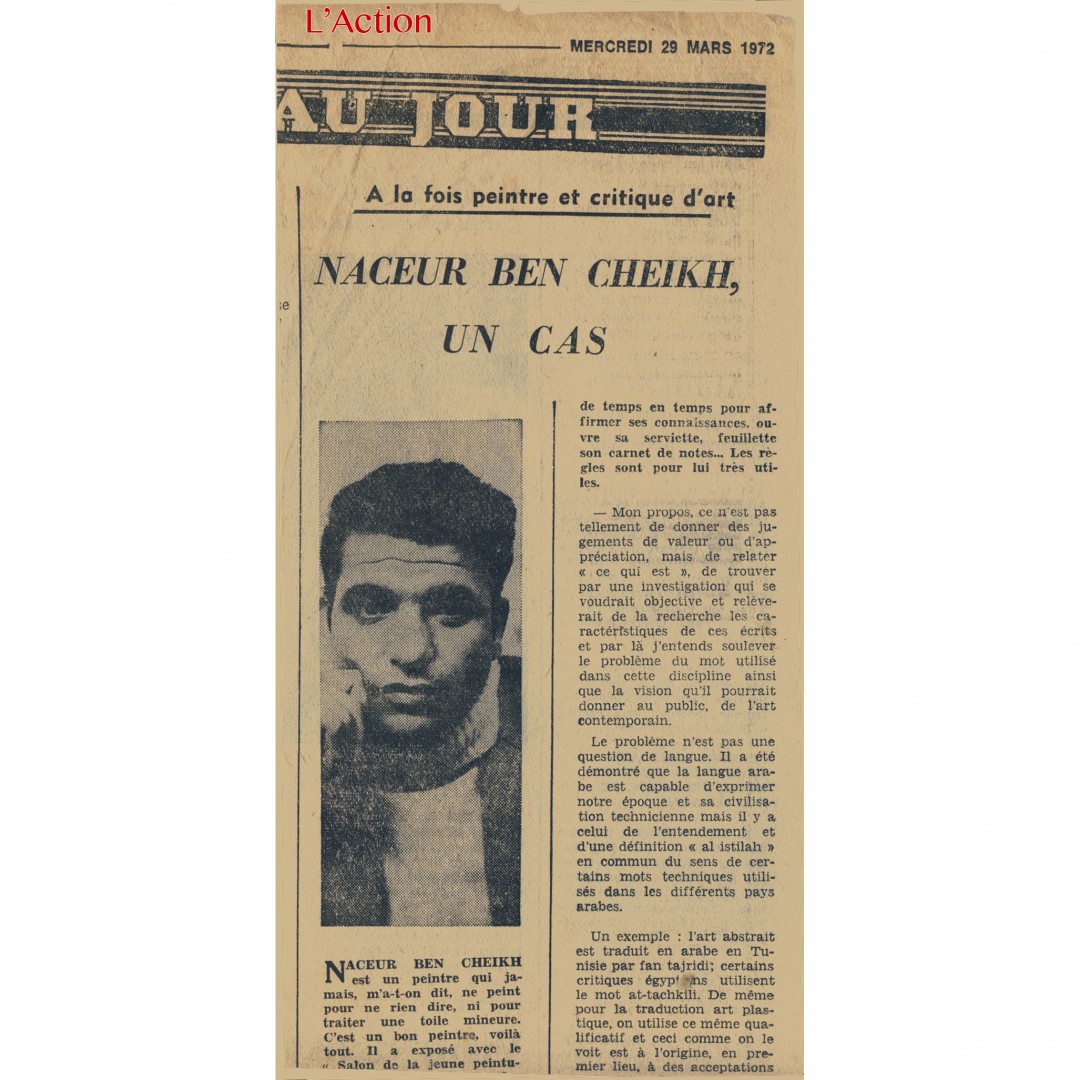 L'Action
MERCREDI 29 MARS 1972
AU JOUR
A la fois peintre et critique d'art
NACEUR BEN CHEIKH,
UN CAS
NACEUR BEN CHEIKH
est un peintre qui ja-
mais, m'a-t-on dit, ne peint
pour ne rien dire, ni pour
traiter une toile mineure.
C'est un bon peintre, voilà
tout. Il a exposé avec le
« Salon de la jeune peintu-
de temps en temps pour af-
firmer ses connaissances, ou-
vre sa serviette, feuillette
son carnet de notes... Les rè-
gles sont pour lui très uti-
les.
— Mon propos, ce n'est pas
tellement de donner des ju-
gements de valeur ou d'ap-
préciation, mais de relater
« ce qui est », de trouver
par une investigation qui se
voudrait objective et relève-
rait de la recherche les ca-
ractéristiques de ces écrits
et par là j'entends soulever
le problème du mot utilisé
dans cette discipline ainsi
que la vision qu'il pourrait
donner au public, de l'art
contemporain.
Le problème n'est pas une
question de langue. Il a été
démontré que la langue ara-
be est capable d'exprimer
notre époque et sa civilisa-
tion technicienne mais il y a
celui de l'entendement et
d'une définition « al istilah »
en commun du sens de cer-
tains mots techniques utili-
sés dans les différents pays
arabes.
Un exemple : l'art abstrait
est traduit en arabe en Tu-
nisie par fan tajridi; certains
critiques utilisent
le mot at-tachkili. De même
pour la traduction art plas-
tique, on utilise ce même qua-
lificatif et ceci comme on le
voit est à l'origine, en pre-
mier lieu, à des acceptations